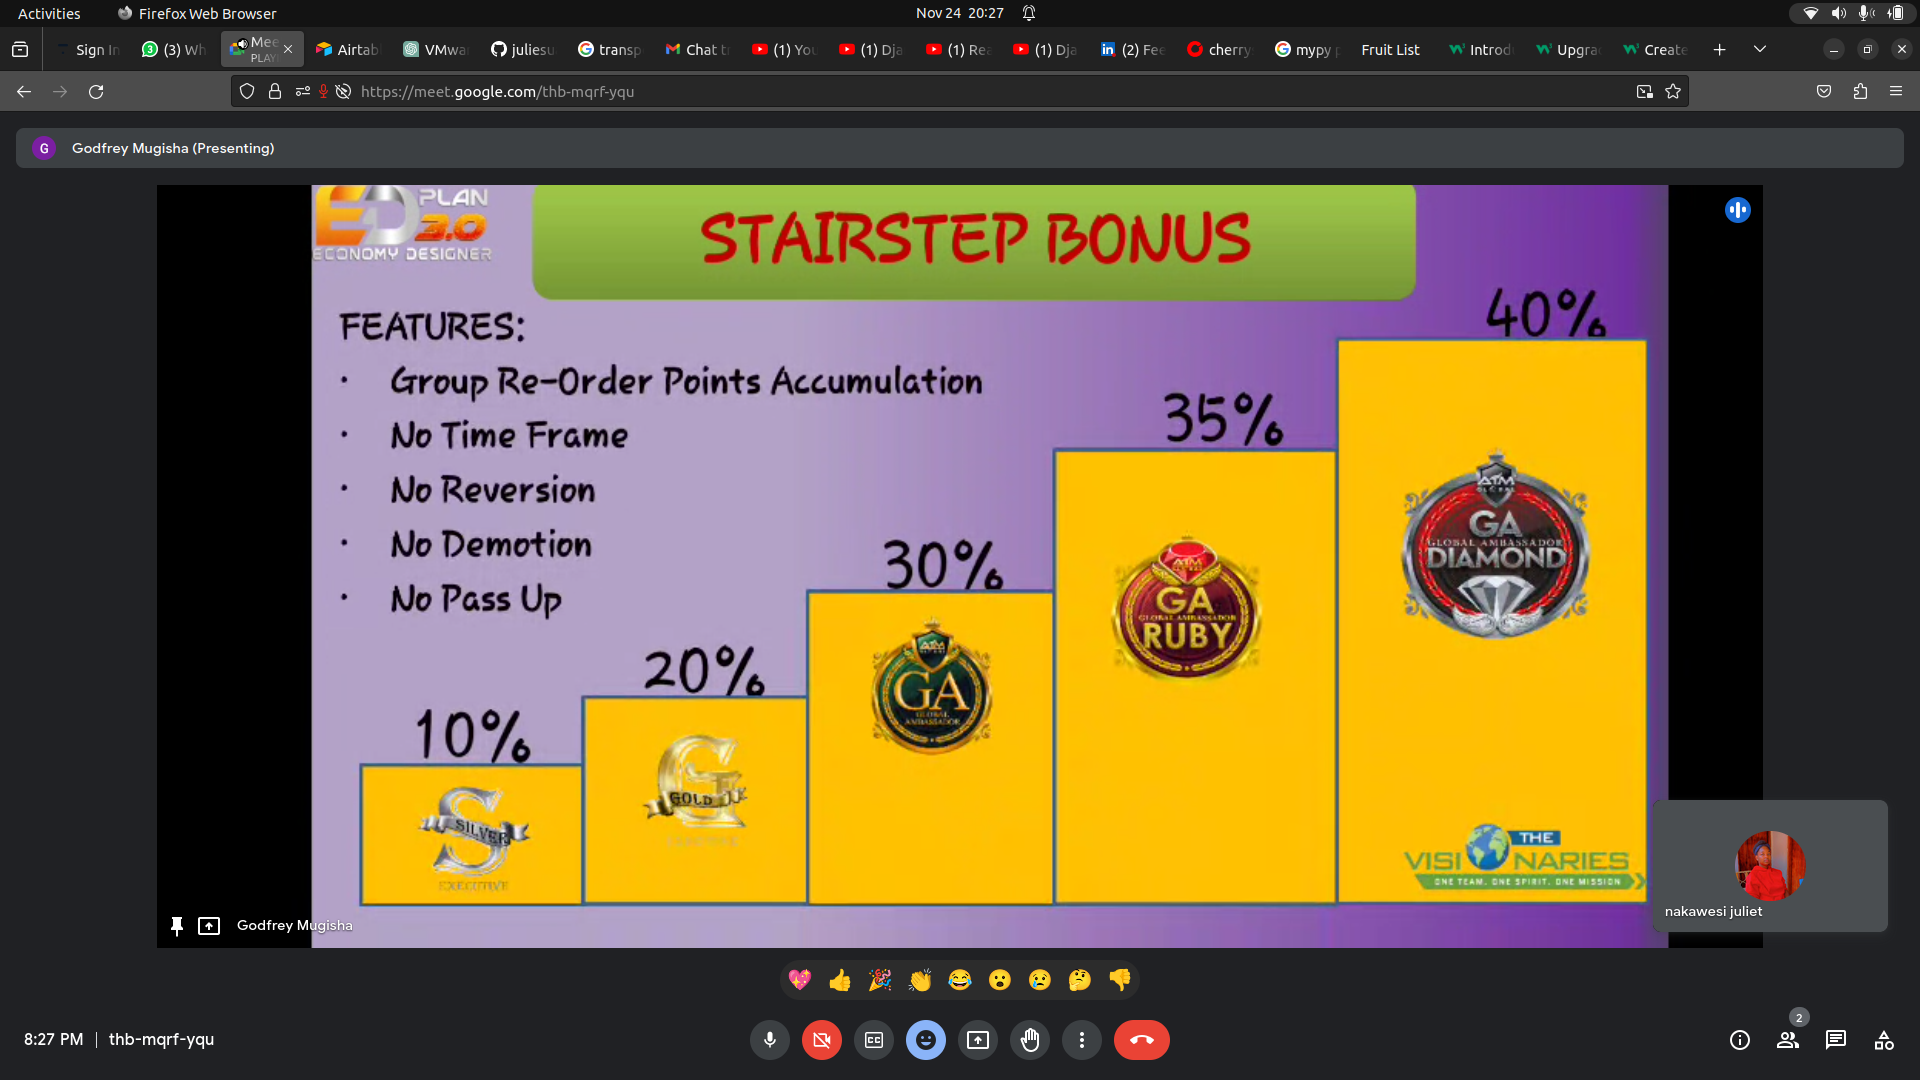 Activities
Firefox Web Browser
Nov 24 20:27
Sign In
(3) Wh
Mee
PLAY
Airtab
VMwa
juliesu
transp
Chat t
(1) You
(1) Dja
(1) Rea
(1) Dja
(2) Fee
cherry
mypy p
Fruit List
Introd
Upgra
Create
https://meet.google.com/thb-mqrf-yqu
G
Godfrey Mugisha (Presenting)
ED PLAN 3.0
ECONOMY DESIGNER
STAIRSTEP BONUS
FEATURES:
• Group Re-Order Points Accumulation
• No Time Frame
• No Reversion
• No Demotion
• No Pass Up
10%
20%
30%
35%
40%
S
SILVER
EXECUTIVE
G
GOLD
GA
GLOBAL
AMBASSADOR
GA
GLOBAL AMBASSADOR
RUBY
ATM
GLOBAL
GA
GLOBAL AMBASSADOR
DIAMOND
THE
VISIONARIES
ONE TEAM. ONE SPIRIT. ONE MISSION
Godfrey Mugisha
nakawesi juliet
8:27 PM | thb-mqrf-yqu
CC
2